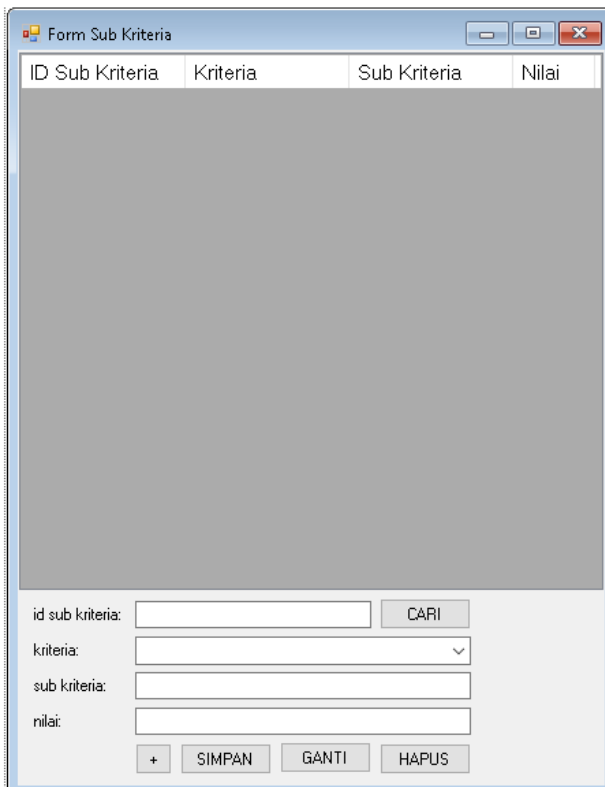 Form Sub Kriteria
ID Sub Kriteria Kriteria Sub Kriteria Nilai
id sub kriteria: CARI
kriteria:
sub kriteria:
nilai:
+ SIMPAN GANTI HAPUS